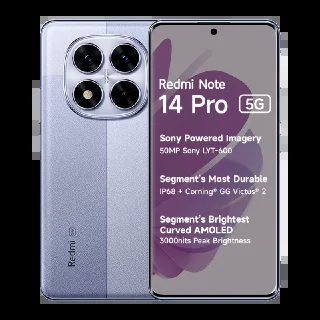 Redmi Note
14 Pro 5G
Sony Powered Imagery
50MP Sony LYT-600
Segment's Most Durable
IP68 + Corning® GG Victus® 2
Segment's Brightest
Curved AMOLED
3000nits Peak Brightness
Redmi